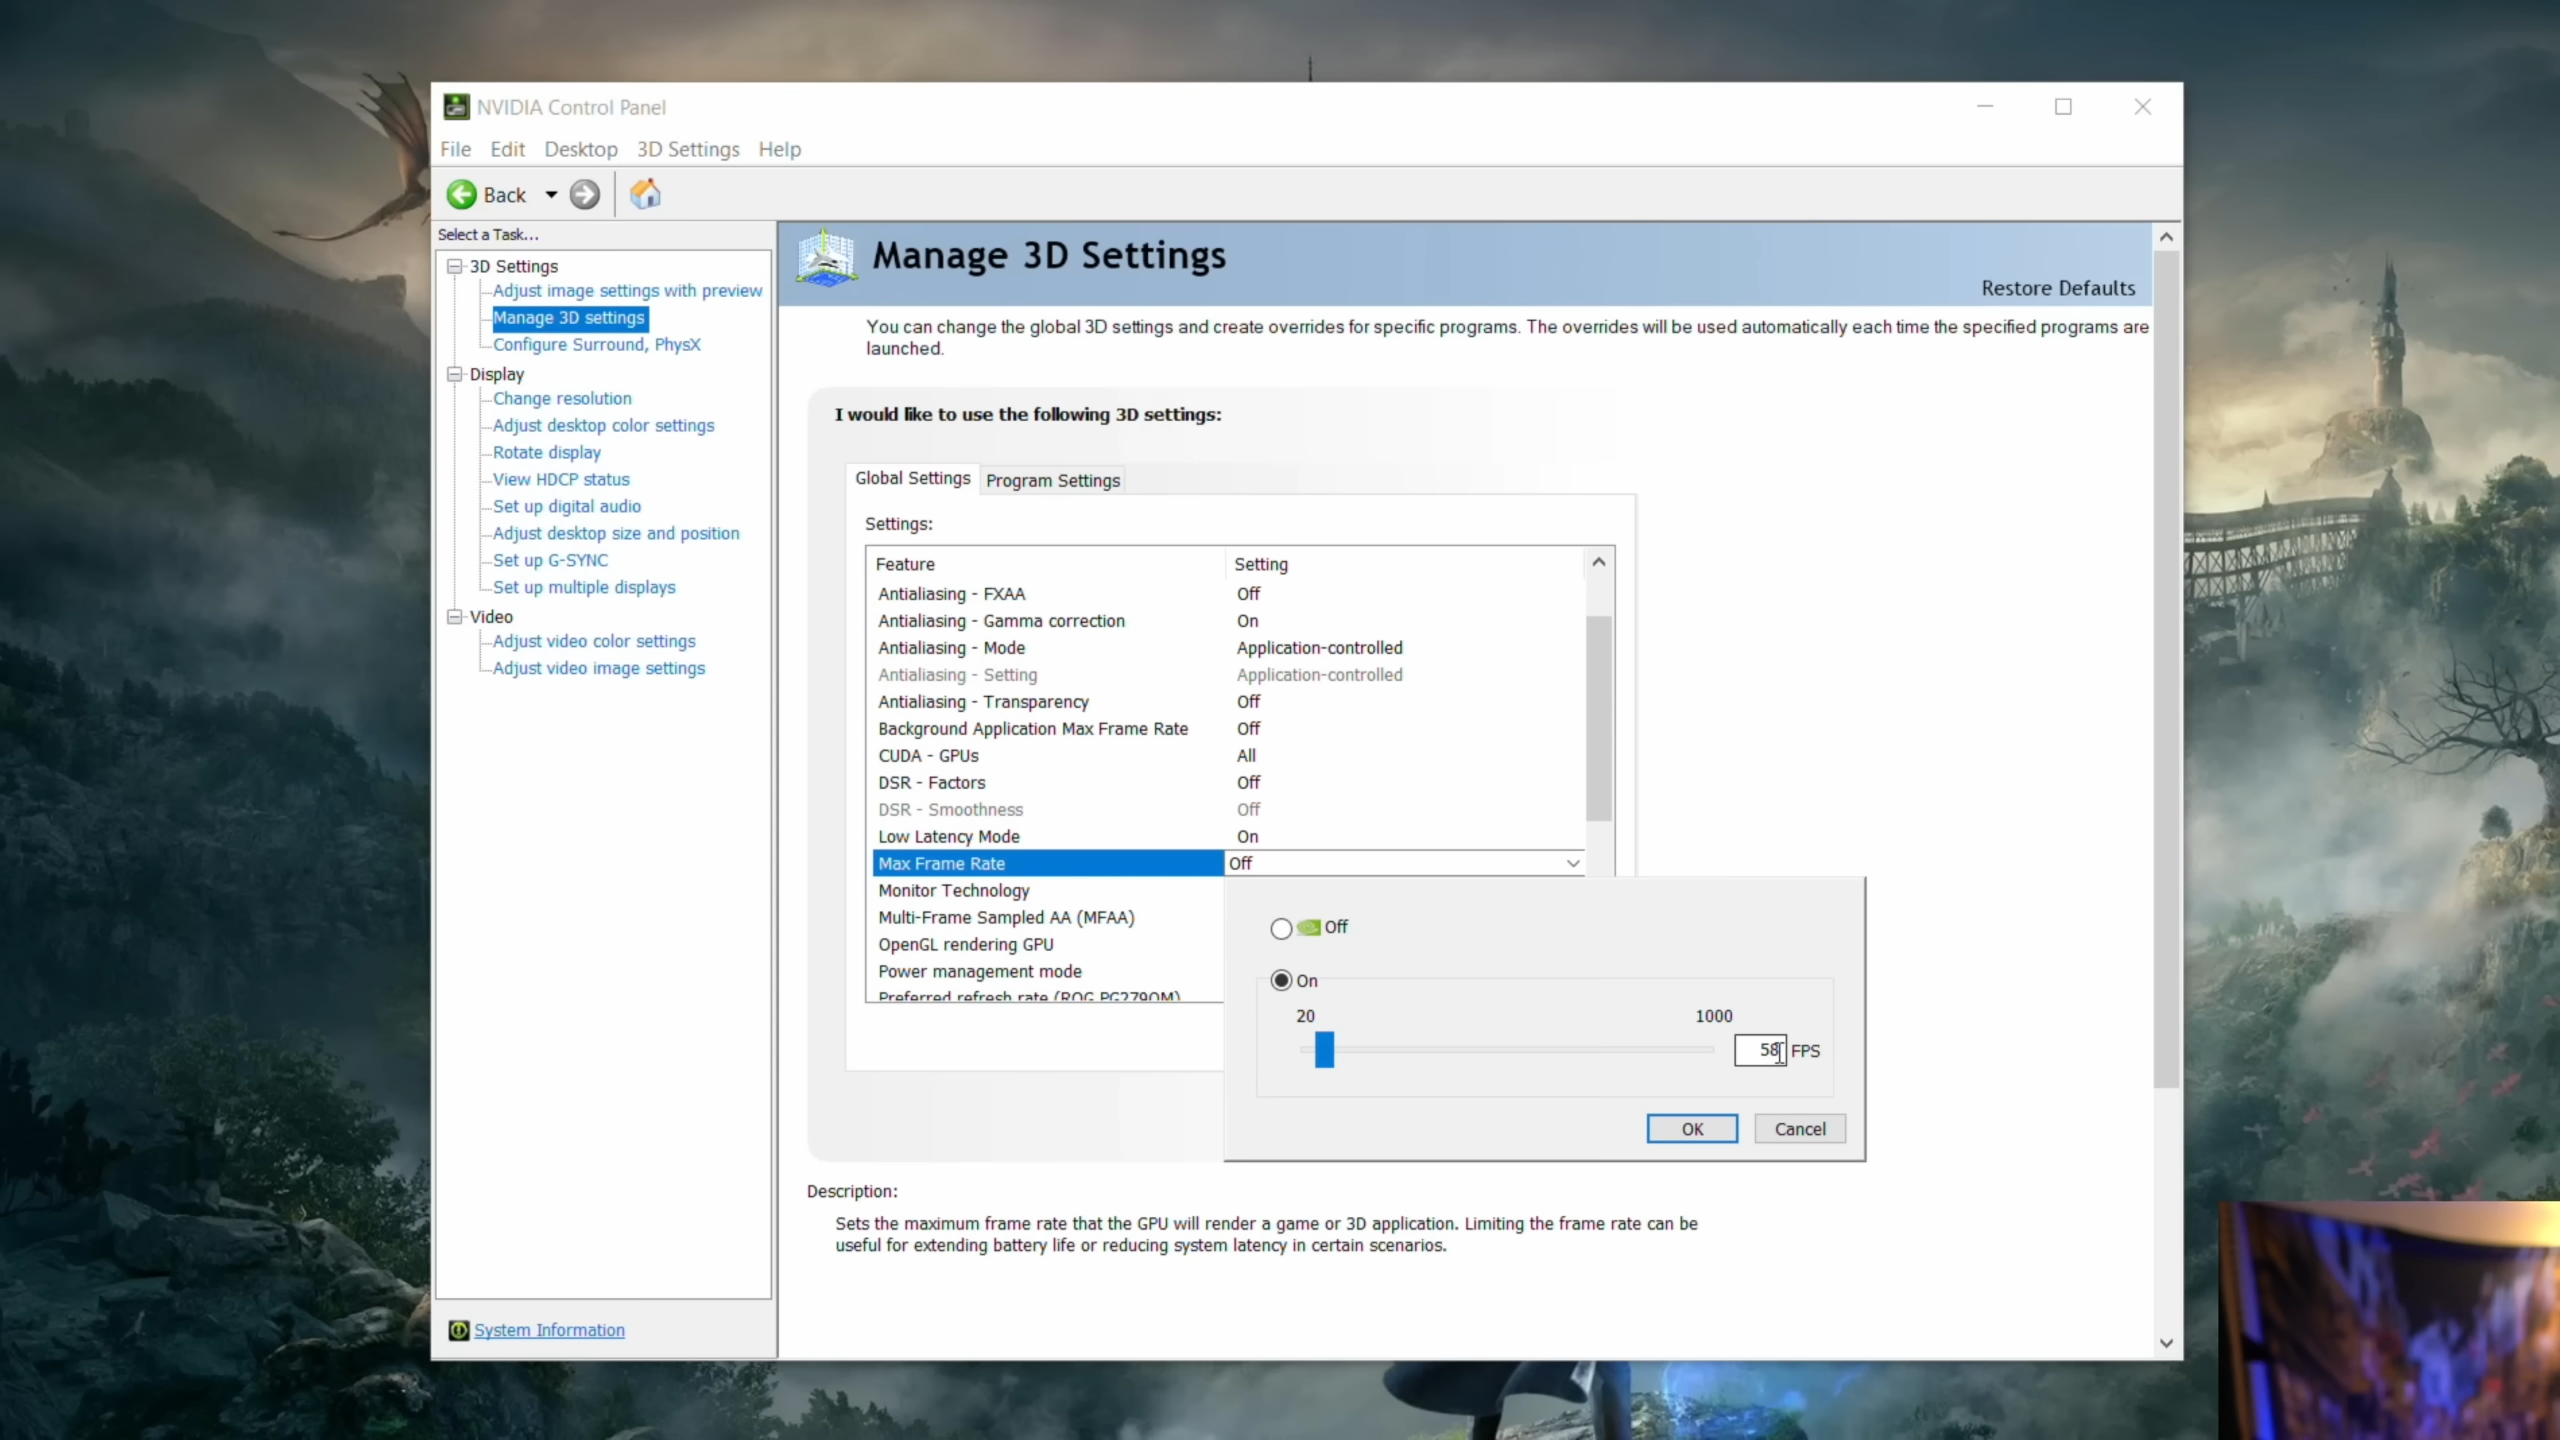 NVIDIA Control Panel
File Edit Desktop 3D Settings Help
Back
Select a Task...
3D Settings
Adjust image settings with preview
Manage 3D settings
Configure Surround, PhysX
Display
Change resolution
Adjust desktop color settings
Rotate display
View HDCP status
Set up digital audio
Adjust desktop size and position
Set up G-SYNC
Set up multiple displays
Video
Adjust video color settings
Adjust video image settings
System Information
Manage 3D Settings
Restore Defaults
You can change the global 3D settings and create overrides for specific programs. The overrides will be used automatically each time the specified programs are
launched.
I would like to use the following 3D settings:
Global Settings Program Settings
Settings:
Feature Setting
Antialiasing - FXAA Off
Antialiasing - Gamma correction On
Antialiasing - Mode Application-controlled
Antialiasing - Setting Application-controlled
Antialiasing - Transparency Off
Background Application Max Frame Rate Off
CUDA - GPUs All
DSR - Factors Off
DSR - Smoothness Off
Low Latency Mode On
Max Frame Rate Off
Monitor Technology
Multi-Frame Sampled AA (MFAA)
OpenGL rendering GPU
Power management mode
Preferred refresh rate (ROG PG279QM)
Off
On
20 1000
58 FPS
OK Cancel
Description:
Sets the maximum frame rate that the GPU will render a game or 3D application. Limiting the frame rate can be
useful for extending battery life or reducing system latency in certain scenarios.